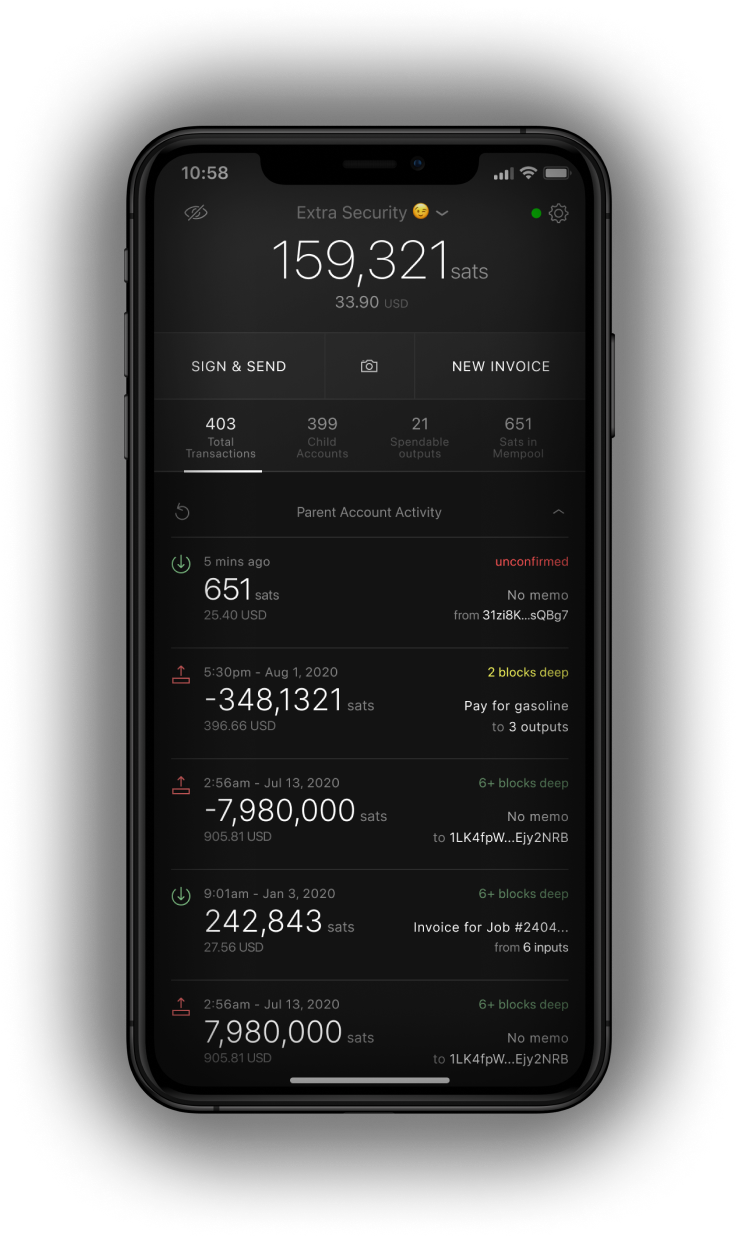 10:58
Extra Security 😉
159,321 sats
33.90 USD
SIGN & SEND
NEW INVOICE
403
Total
Transactions
399
Child
Accounts
21
Spendable
outputs
651
Sats in
Mempool
Parent Account Activity
5 mins ago
unconfirmed
651 sats
No memo
25.40 USD
from 31zi8K...sQBg7
5:30pm - Aug 1, 2020
2 blocks deep
-348,1321 sats
Pay for gasoline
396.66 USD
to 3 outputs
2:56am - Jul 13, 2020
6+ blocks deep
-7,980,000 sats
No memo
905.81 USD
to 1LK4fpW...Ejy2NRB
9:01am - Jan 3, 2020
6+ blocks deep
242,843 sats
Invoice for Job #2404...
27.56 USD
from 6 inputs
2:56am - Jul 13, 2020
6+ blocks deep
7,980,000 sats
No memo
905.81 USD
to 1LK4fpW...Ejy2NRB